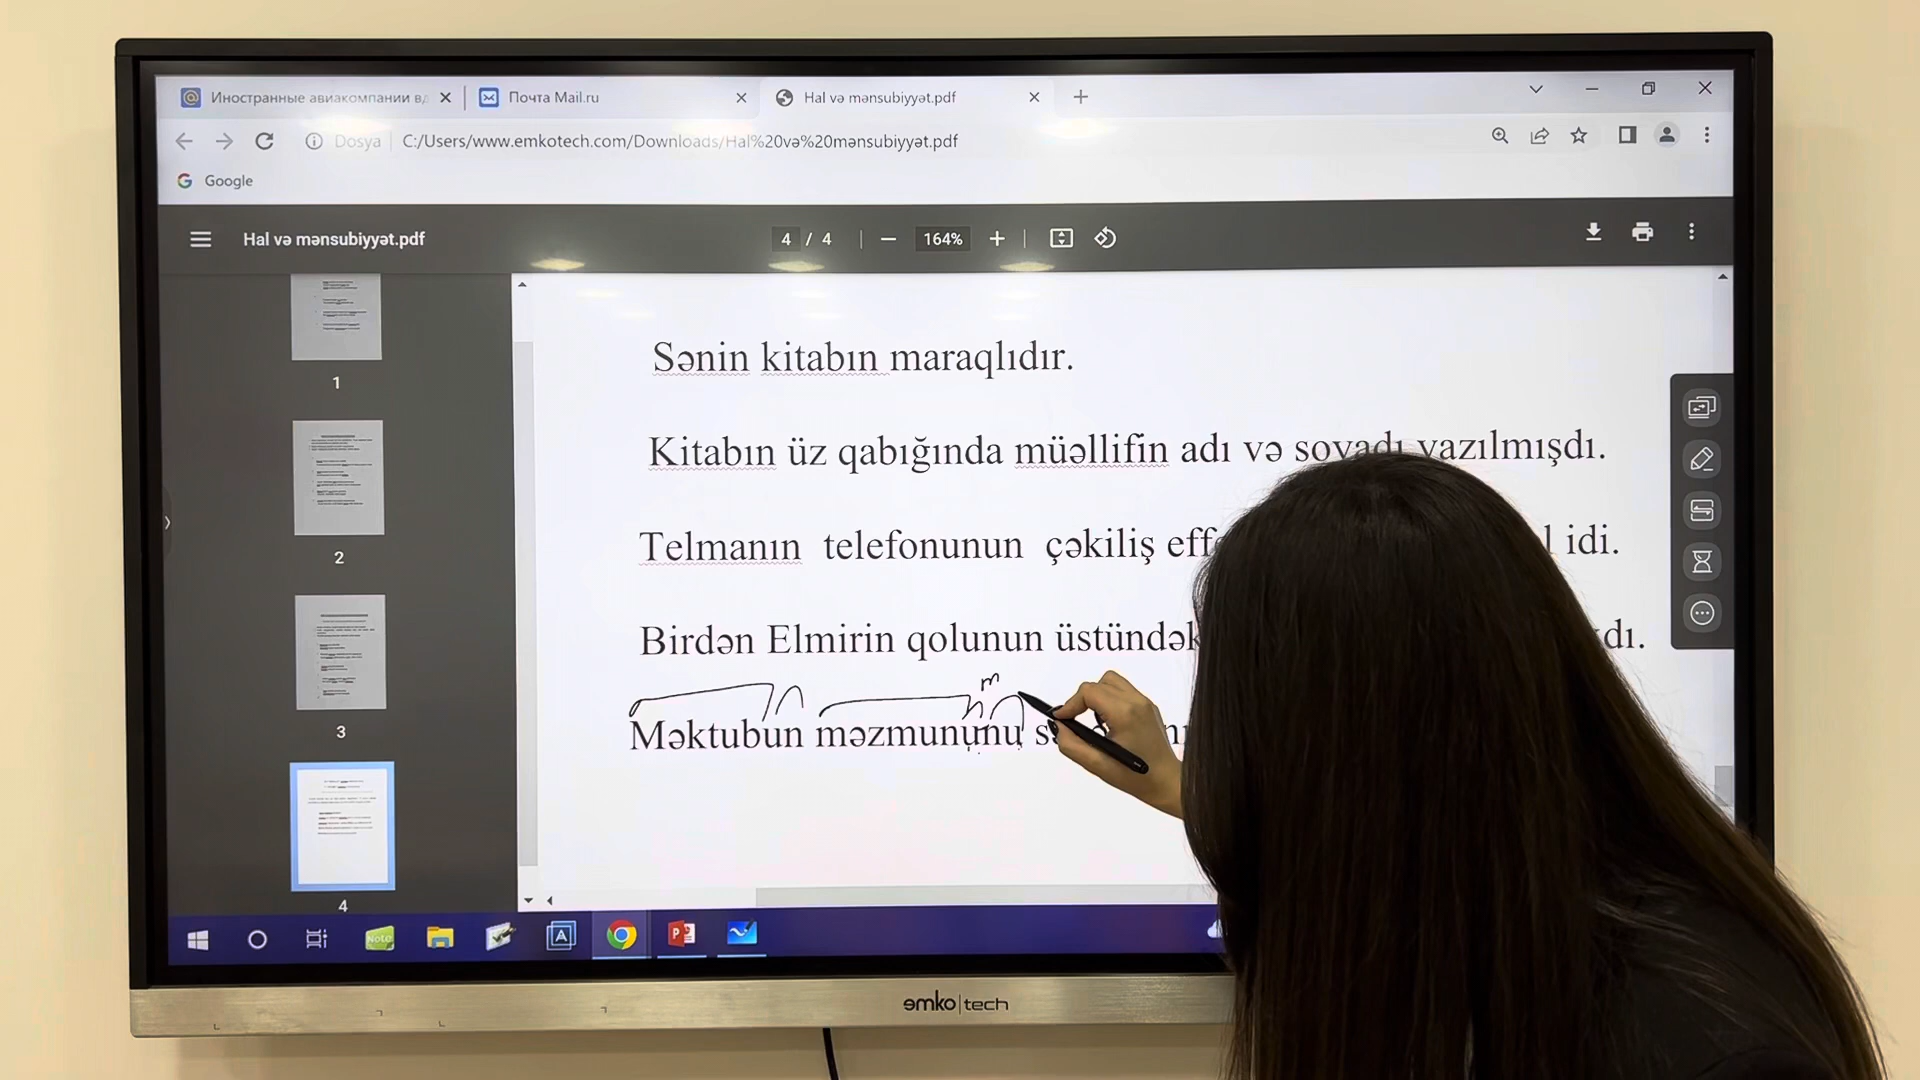 Иностранные авиакомпании вд
Почта Mail.ru
Hal və mənsubiyyət.pdf
Dosya
C:/Users/www.emkotech.com/Downloads/Hal%20və%20mənsubiyyət.pdf
Google
Hal və mənsubiyyət.pdf
4 / 4
164%
1
2
3
4
Sənin kitabın maraqlıdır.
Kitabın üz qabığında müəllifin adı və soyadı yazılmışdı.
Telmanın telefonunun çəkiliş eff idi.
Birdən Elmirin qolunun üstündək dı.
m
Məktubun məzmununu
emko|tech